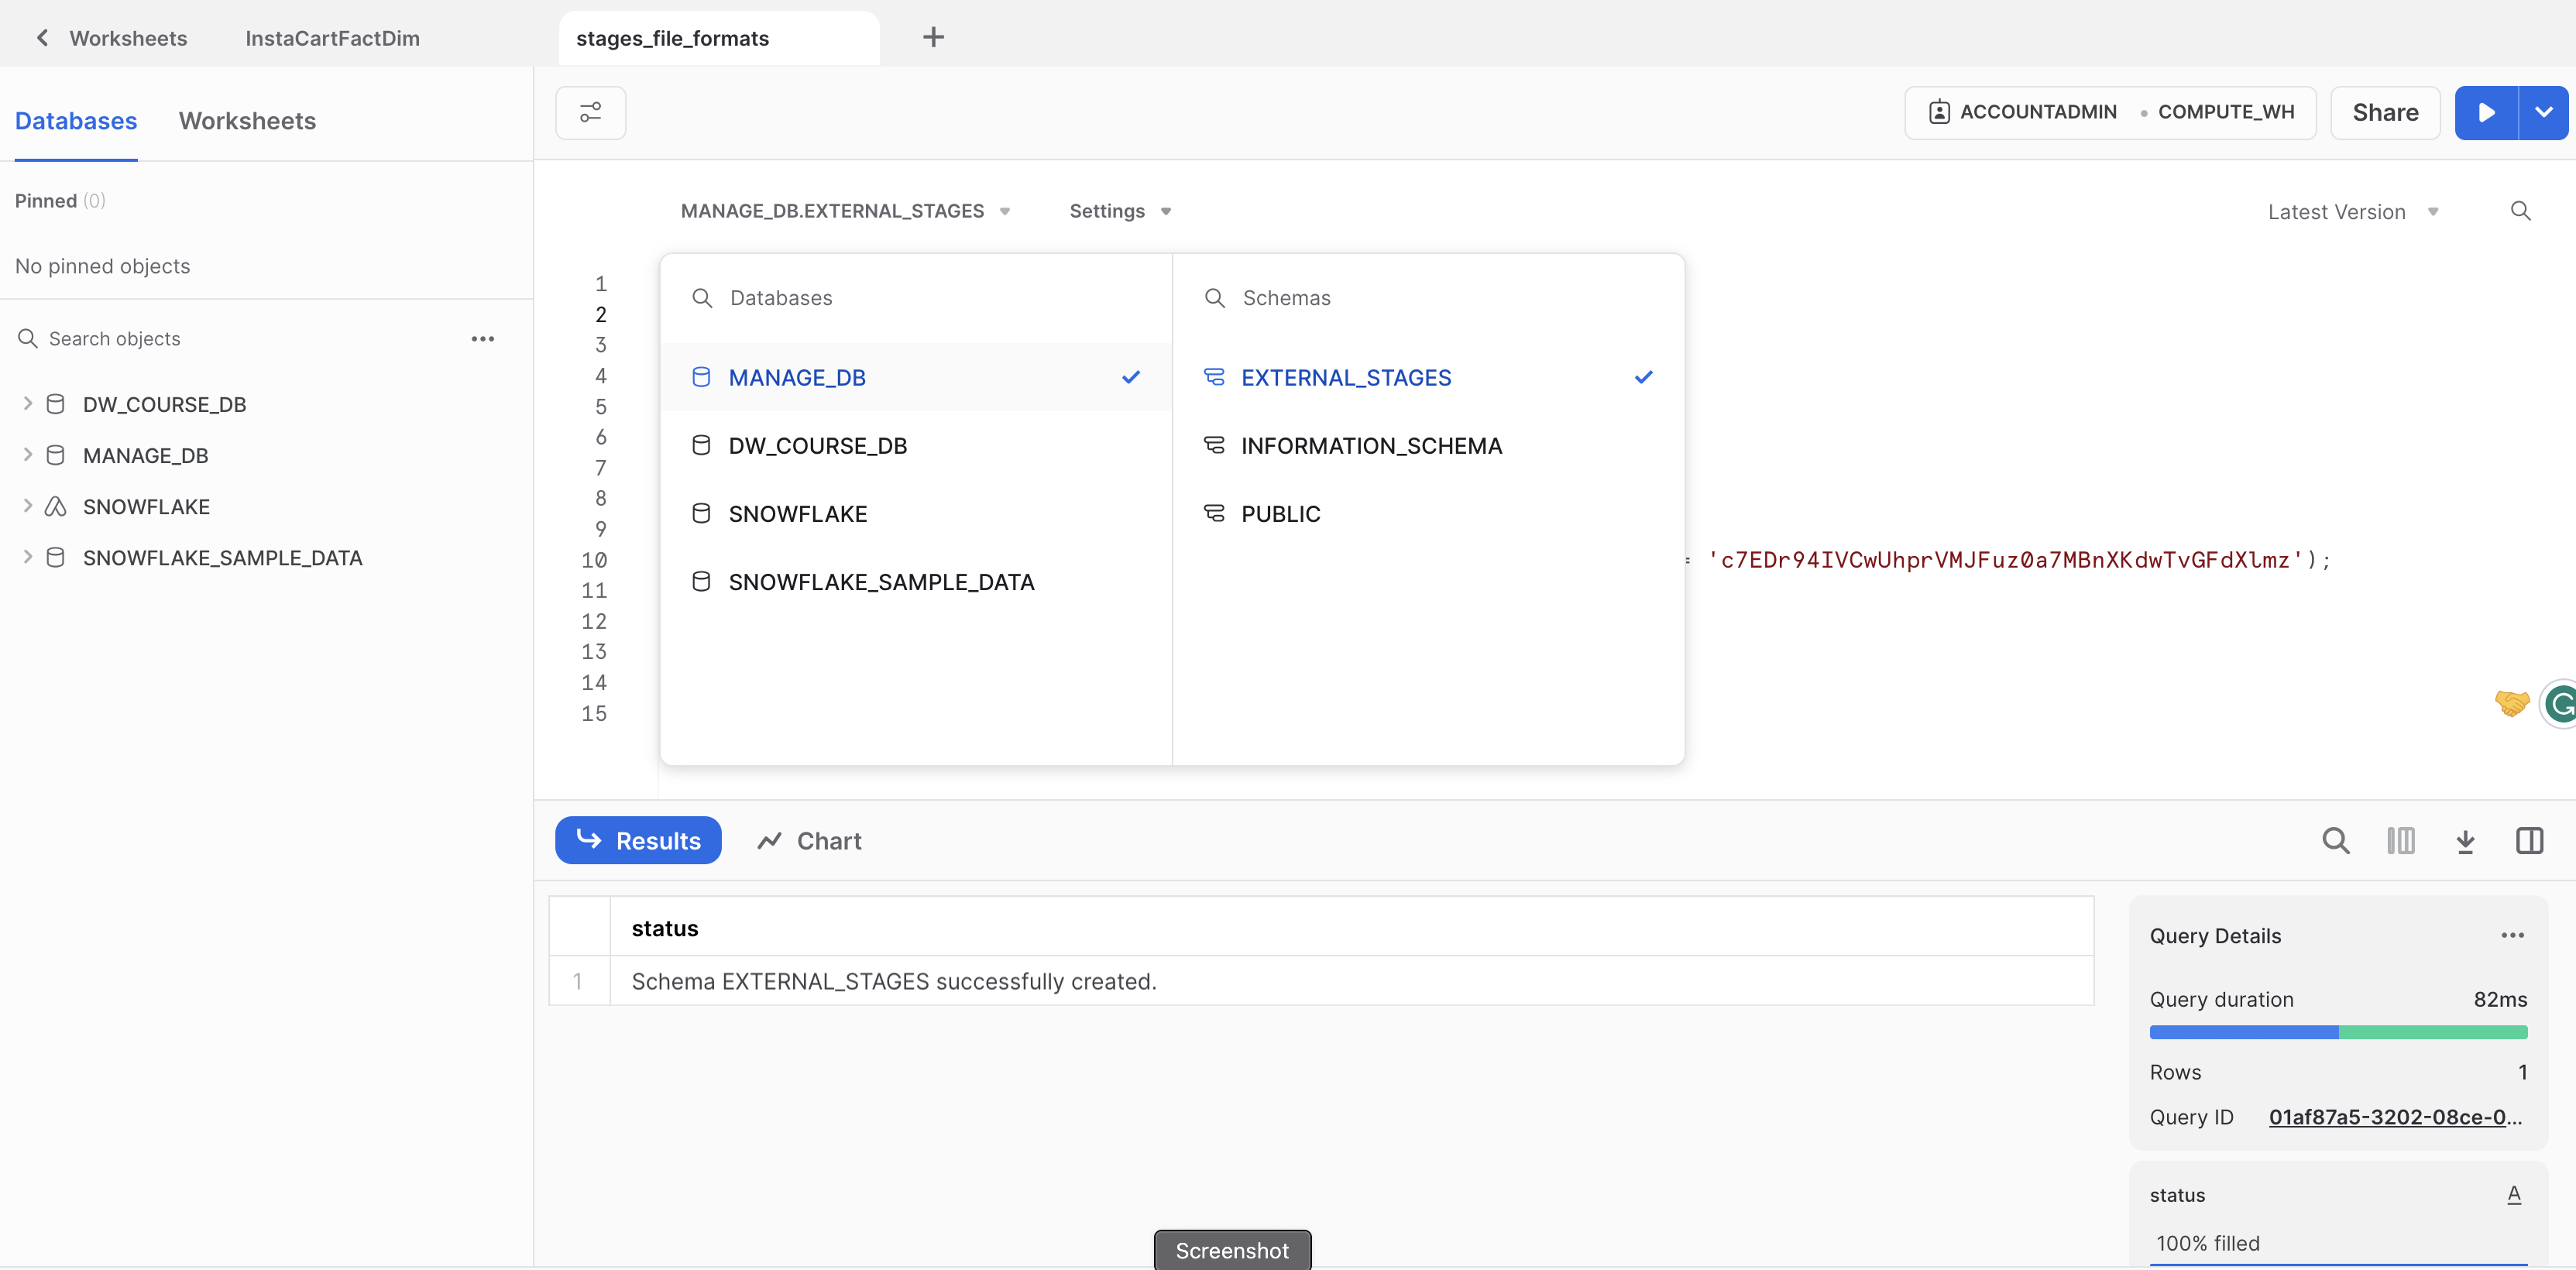 Worksheets
InstaCartFactDim
stages_file_formats
Databases
Worksheets
ACCOUNTADMIN
COMPUTE_WH
Share
Pinned (0)
No pinned objects
Search objects
DW_COURSE_DB
MANAGE_DB
SNOWFLAKE
SNOWFLAKE_SAMPLE_DATA
MANAGE_DB.EXTERNAL_STAGES
Settings
Latest Version
1
2
3
4
5
6
7
8
9
10
11
12
13
14
15
Databases
MANAGE_DB
DW_COURSE_DB
SNOWFLAKE
SNOWFLAKE_SAMPLE_DATA
Schemas
EXTERNAL_STAGES
INFORMATION_SCHEMA
PUBLIC
= 'c7EDr94IVCwUhprVMJFuz0a7MBnXKdwTvGFdXlmz');
Results
Chart
status
1 Schema EXTERNAL_STAGES successfully created.
Query Details
Query duration 82ms
Rows 1
Query ID 01af87a5-3202-08ce-0...
status A
100% filled
Screenshot